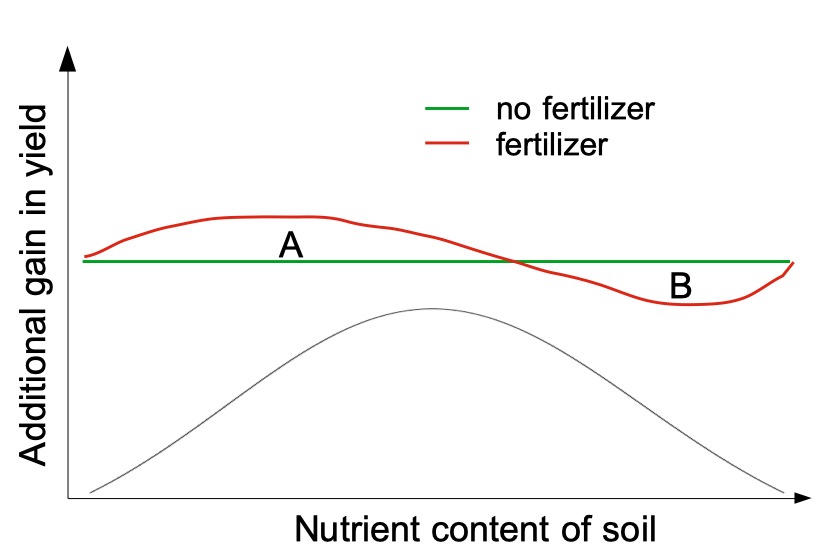 no fertilizer
fertilizer
Additional gain in yield
A
B
Nutrient content of soil